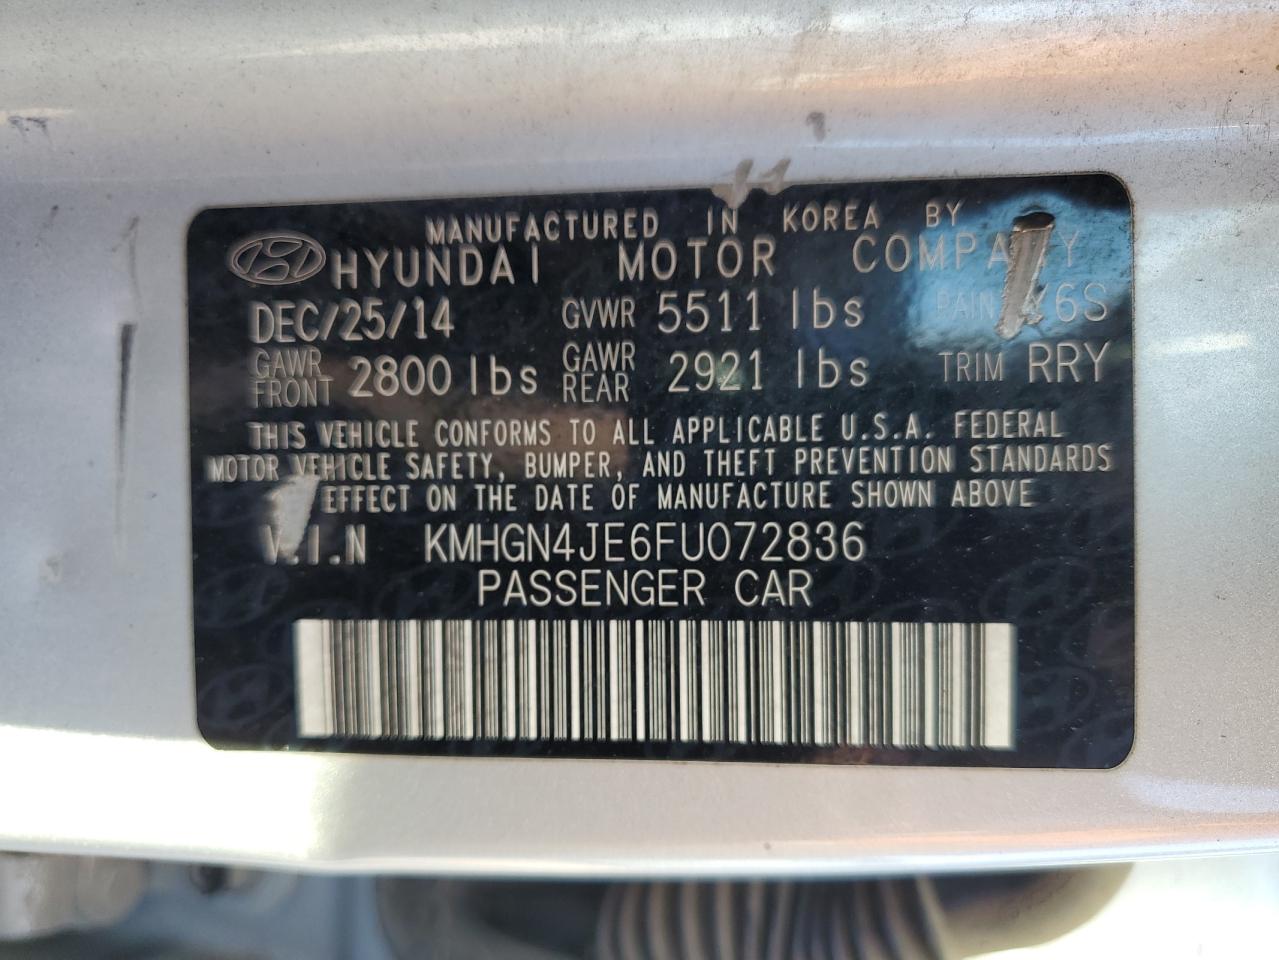 MANUFACTURED IN KOREA BY
HYUNDAI MOTOR COMPANY
DEC/25/14 GVWR 5511 lbs 6S
GAWR FRONT 2800 lbs GAWR REAR 2921 lbs TRIM RRY
THIS VEHICLE CONFORMS TO ALL APPLICABLE U.S.A. FEDERAL
MOTOR VEHICLE SAFETY, BUMPER, AND THEFT PREVENTION STANDARDS
EFFECT ON THE DATE OF MANUFACTURE SHOWN ABOVE
V.I.N KMHGN4JE6FU072836
PASSENGER CAR